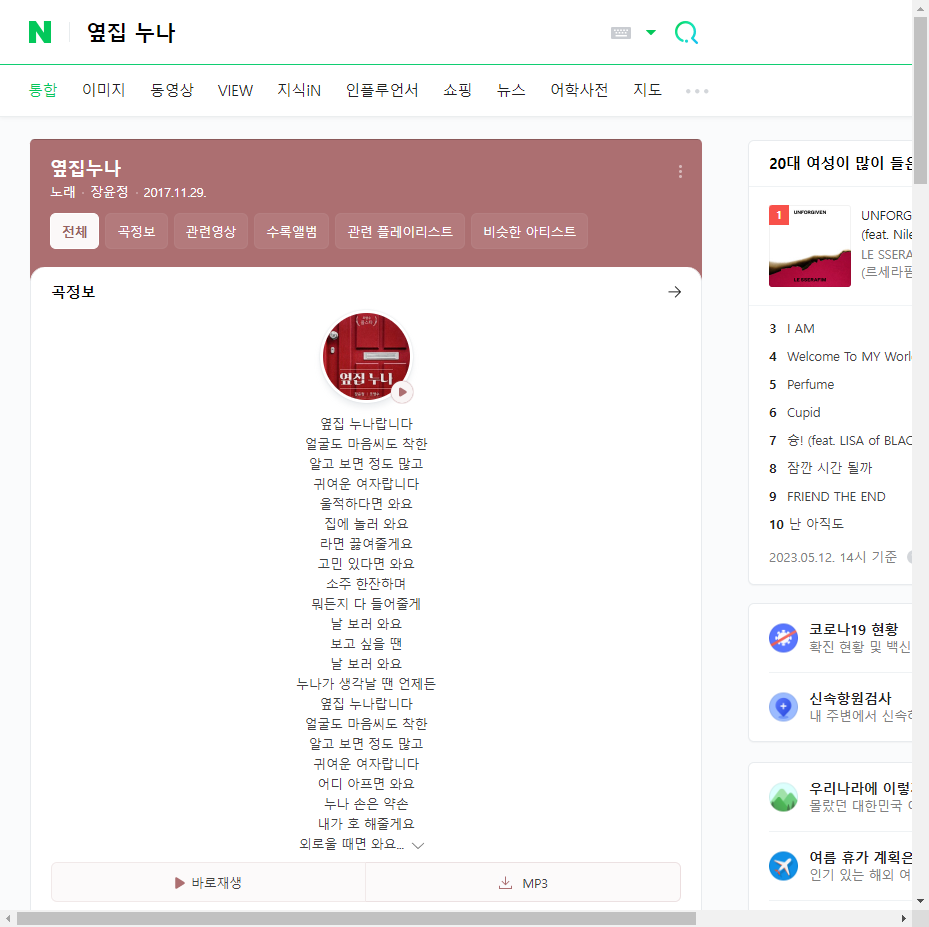 N 옆집 누나
통합 이미지 동영상 VIEW 지식iN 인플루언서 쇼핑 뉴스 어학사전 지도
옆집누나
노래 · 장윤정 · 2017.11.29.
전체 곡정보 관련영상 수록앨범 관련 플레이리스트 비슷한 아티스트
곡정보
옆집 누나
옆집 누나랍니다
얼굴도 마음씨도 착한
알고 보면 정도 많고
귀여운 여자랍니다
울적하다면 와요
집에 놀러 와요
라면 끓여줄게요
고민 있다면 와요
소주 한잔하며
뭐든지 다 들어줄게
날 보러 와요
보고 싶을 땐
날 보러 와요
누나가 생각날 땐 언제든
옆집 누나랍니다
얼굴도 마음씨도 착한
알고 보면 정도 많고
귀여운 여자랍니다
어디 아프면 와요
누나 손은 약손
내가 호 해줄게요
외로울 때면 와요...
바로재생 MP3
20대 여성이 많이 들은
1 UNFORGIVEN
LE SSERAFIM
UNFORG
(feat. Nile
LE SSERA
(르세라핌
3 I AM
4 Welcome To MY Worl
5 Perfume
6 Cupid
7 슝! (feat. LISA of BLAC
8 잠깐 시간 될까
9 FRIEND THE END
10 난 아직도
2023.05.12. 14시 기준
코로나19 현황
확진 현황 및 백신
신속항원검사
내 주변에서 신속
우리나라에 이렇
몰랐던 대한민국
여름 휴가 계획은
인기 있는 해외 여